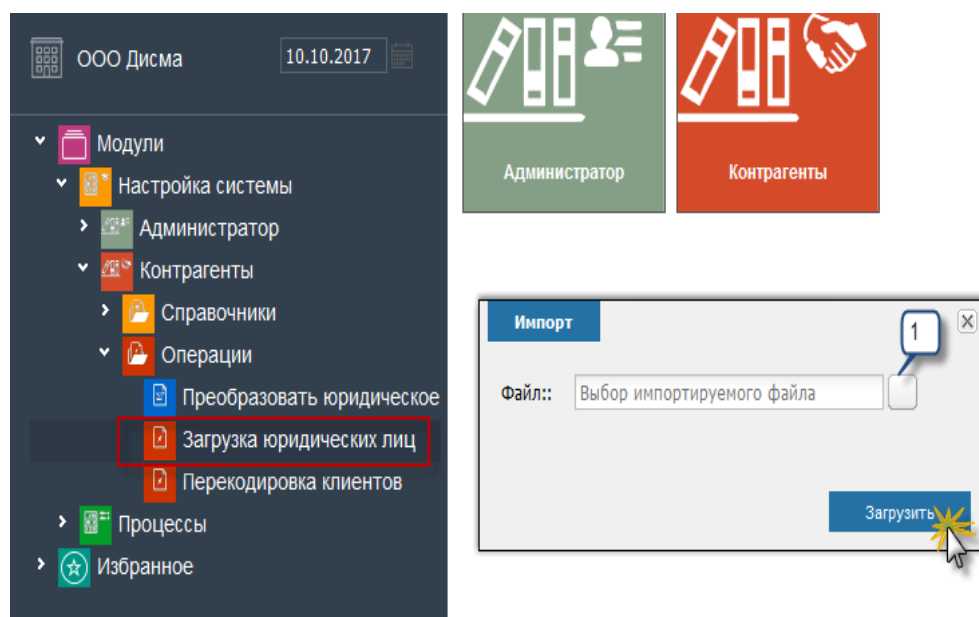 ООО Дисма
10.10.2017
Модули
Настройка системы
Администратор
Контрагенты
Справочники
Операции
Преобразовать юридическое
Загрузка юридических лиц
Перекодировка клиентов
Процессы
Избранное
Администратор
Контрагенты
Импорт
1
Файл::
Выбор импортируемого файла
Загрузить